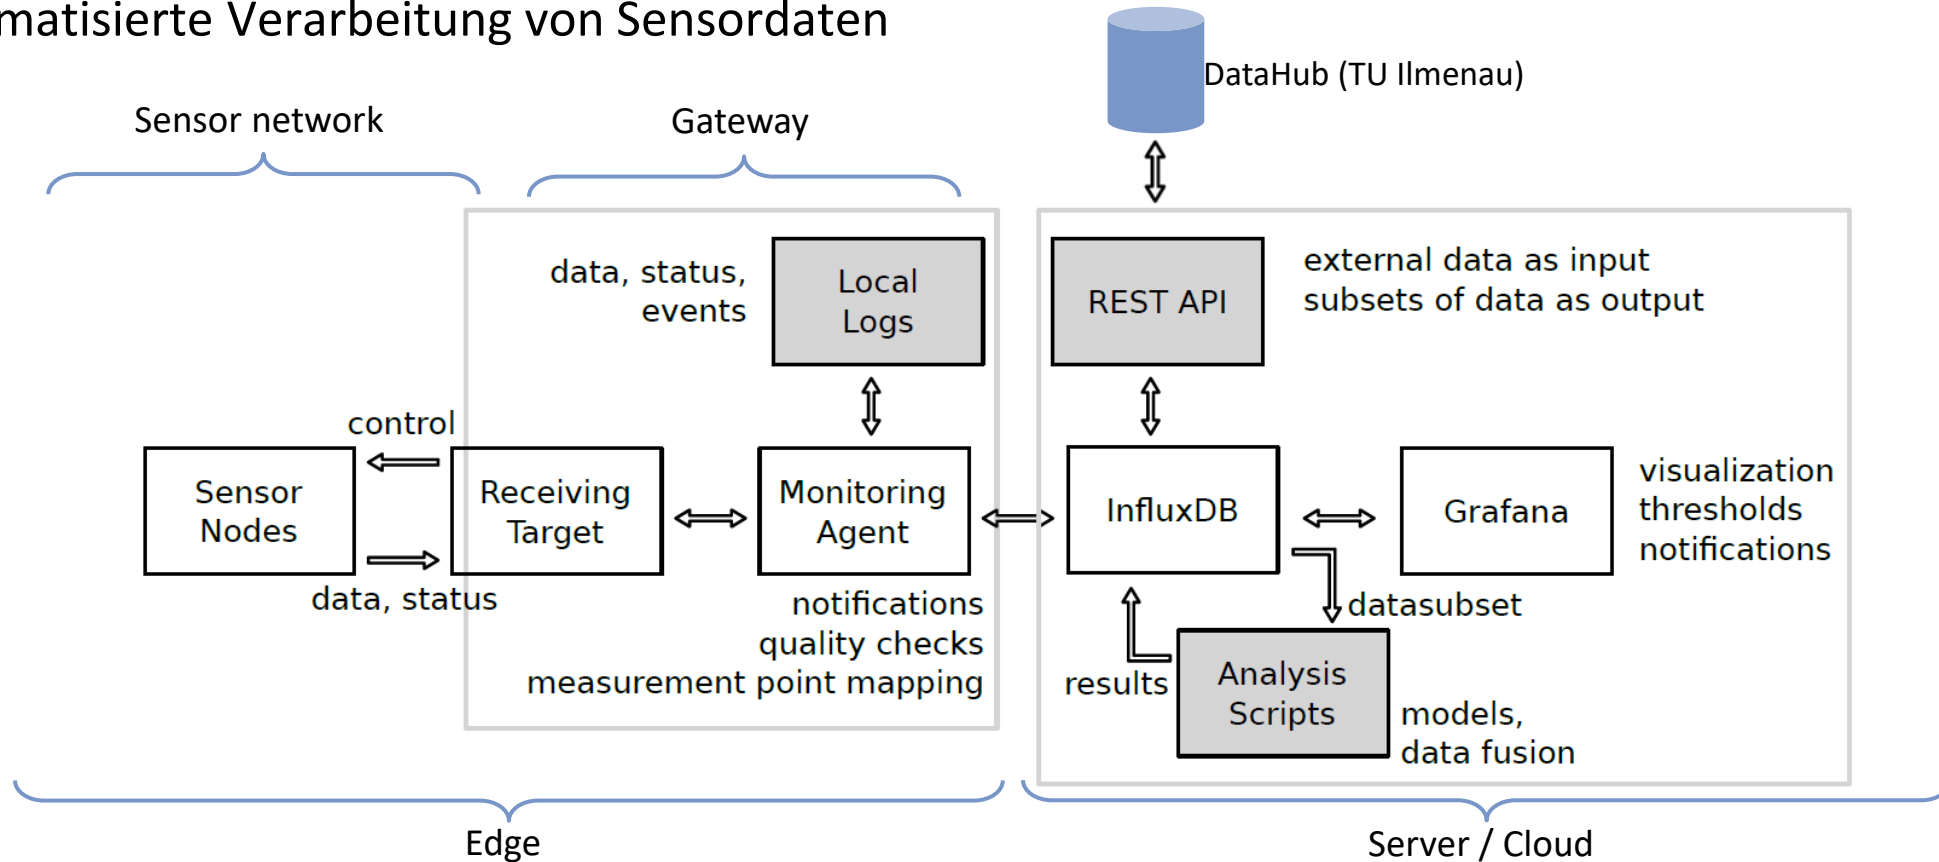 matisierte Verarbeitung von Sensordaten
DataHub (TU Ilmenau)
Sensor network
Gateway
data, status,
events
Local
Logs
REST API
external data as input
subsets of data as output
control
Sensor
Nodes
data, status
Receiving
Target
Monitoring
Agent
notifications
quality checks
measurement point mapping
InfluxDB
Grafana
visualization
thresholds
notifications
datasubset
results
Analysis
Scripts
models,
data fusion
Edge
Server / Cloud